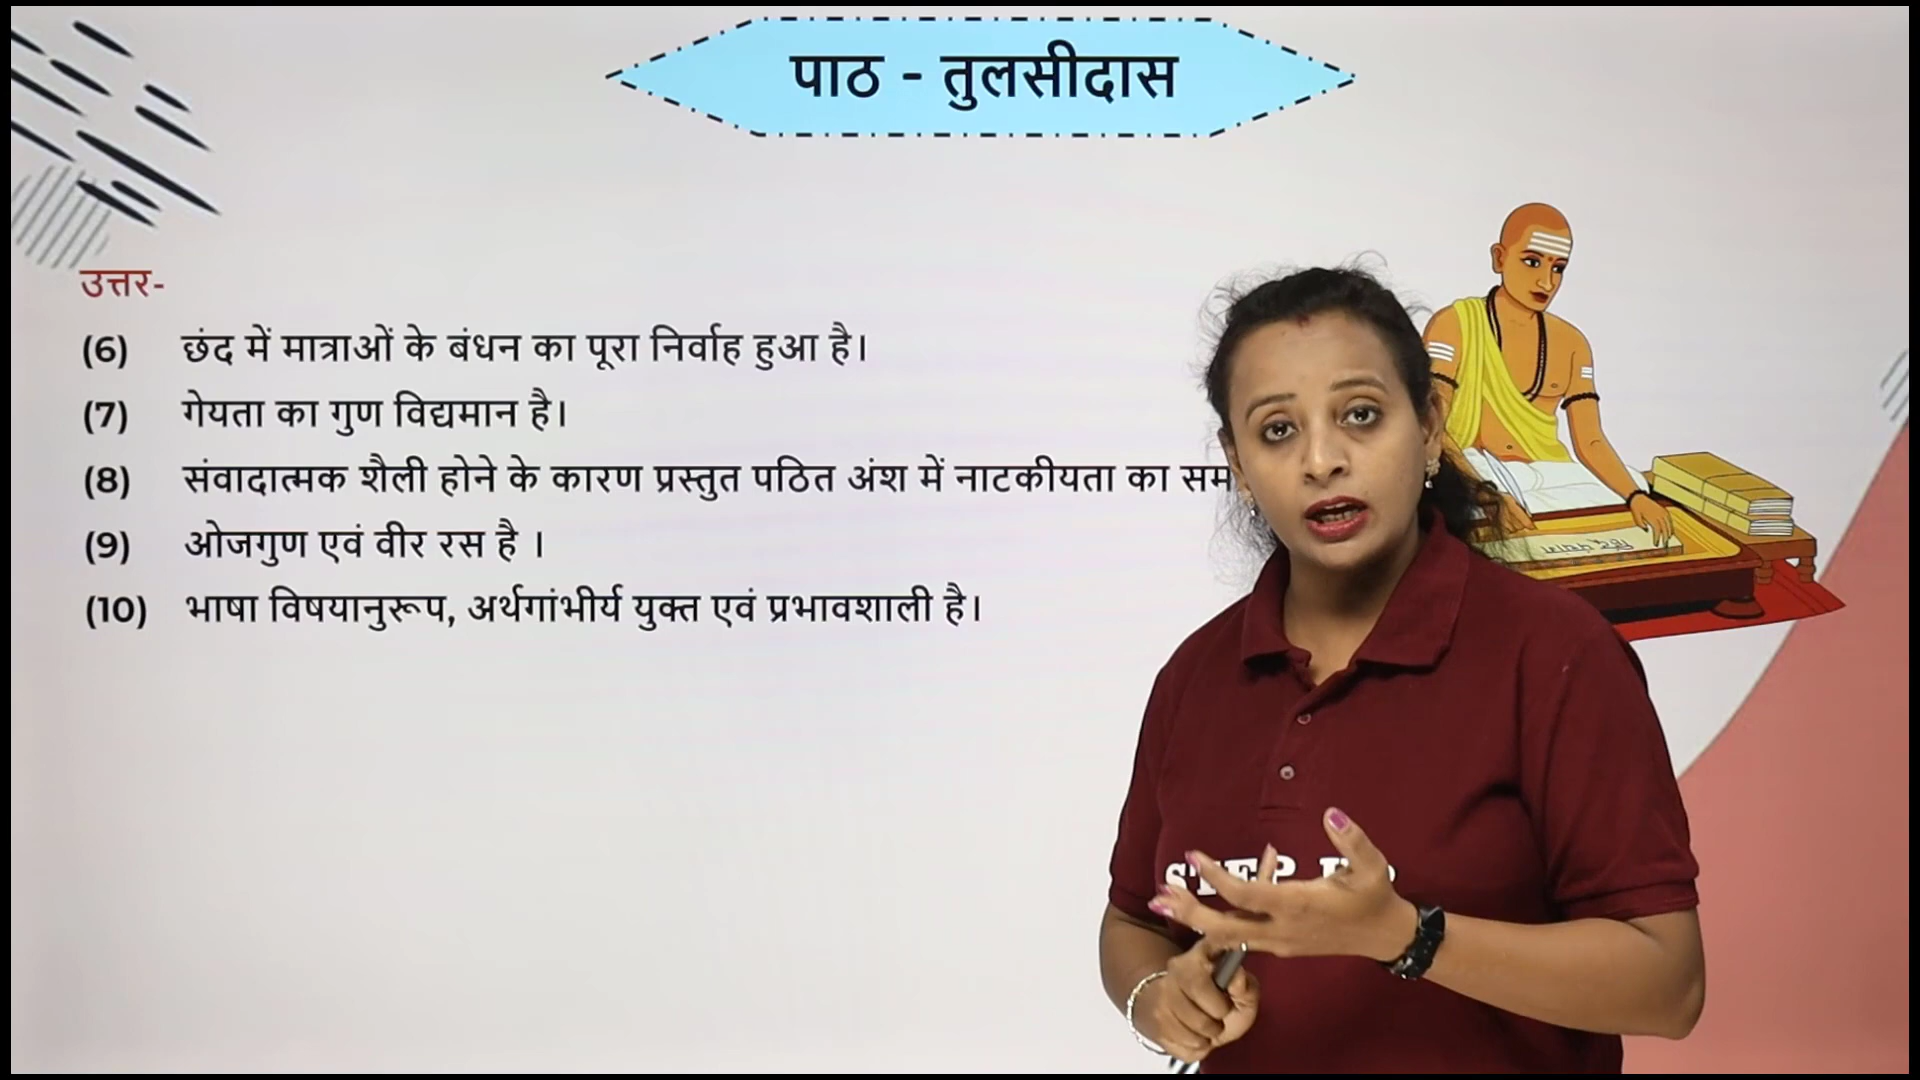 पाठ - तुलसीदास
उत्तर-
(6) छंद में मात्राओं के बंधन का पूरा निर्वाह हुआ है।
(7) गेयता का गुण विद्यमान है।
(8) संवादात्मक शैली होने के कारण प्रस्तुत पठित अंश में नाटकीयता का
(9) ओजगुण एवं वीर रस है ।
(10) भाषा विषयानुरूप, अर्थगांभीर्य युक्त एवं प्रभावशाली है।
STEP